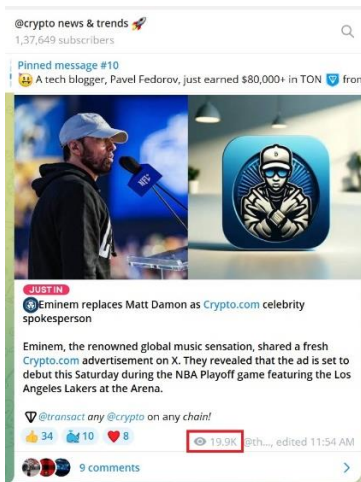 @crypto news & trends 🚀
1,37,649 subscribers
Pinned message #10
A tech blogger, Pavel Fedorov, just earned $80,000+ in TON from
NFL
JUST IN
Eminem replaces Matt Damon as Crypto.com celebrity
spokesperson
Eminem, the renowned global music sensation, shared a fresh
Crypto.com advertisement on X. They revealed that the ad is set to
debut this Saturday during the NBA Playoff game featuring the Los
Angeles Lakers at the Arena.
@transact any @crypto on any chain!
34 10 8
19.9K @th..., edited 11:54 AM
9 comments